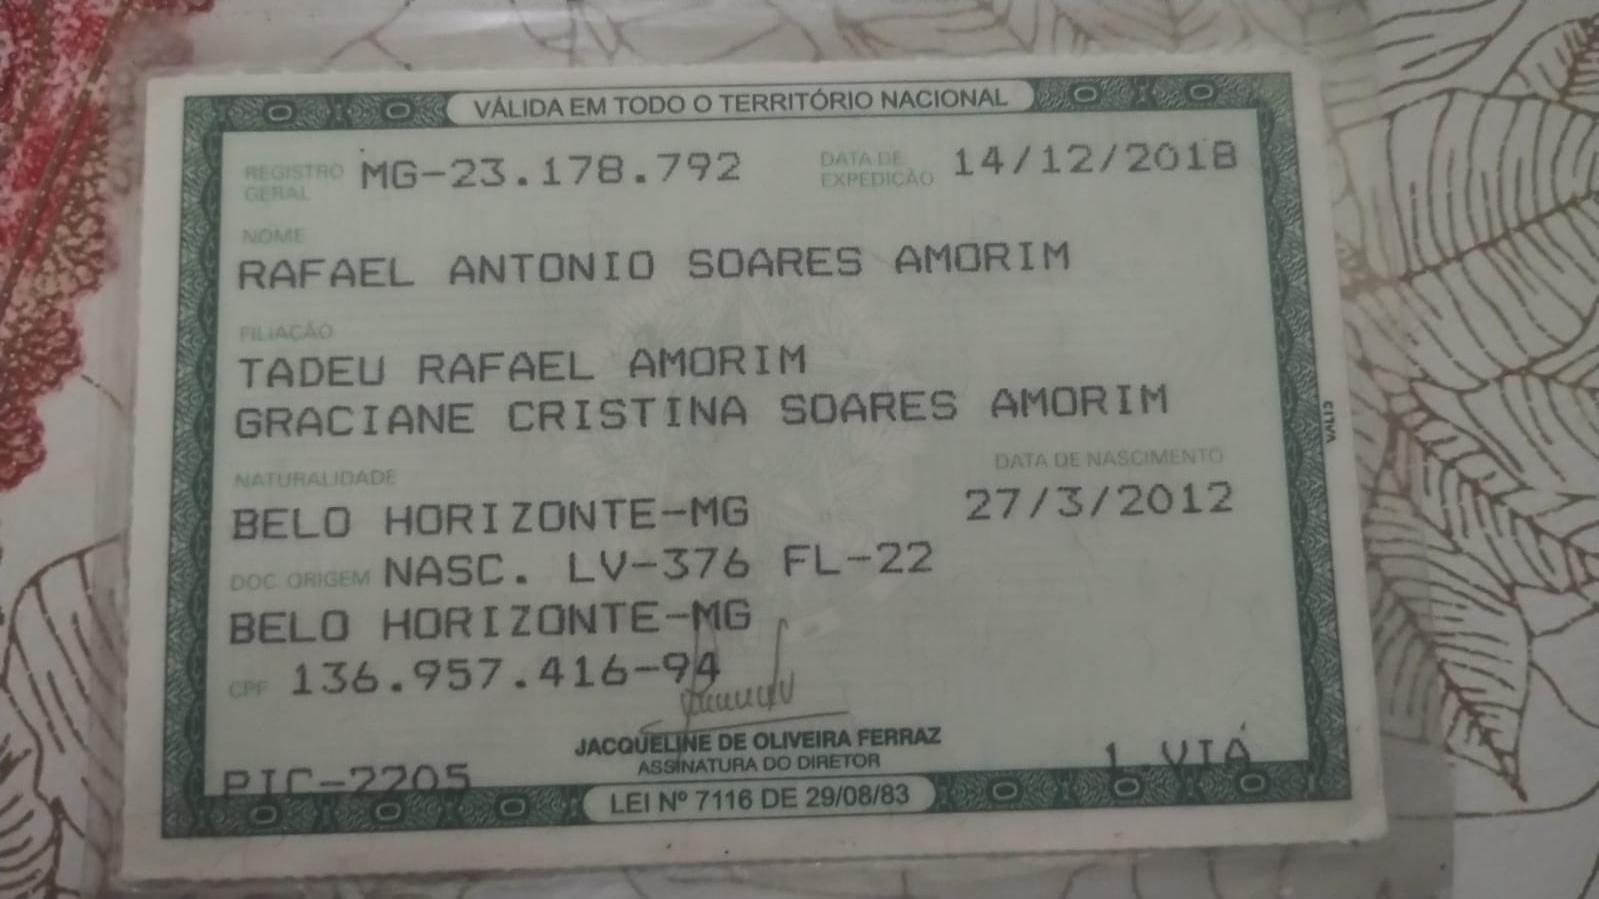 VÁLIDA EM TODO O TERRITÓRIO NACIONAL
REGISTRO GERAL MG-23.178.792 DATA DE EXPEDIÇÃO 14/12/2018
NOME
RAFAEL ANTONIO SOARES AMORIM
FILIAÇÃO
TADEU RAFAEL AMORIM
GRACIANE CRISTINA SOARES AMORIM
NATURALIDADE DATA DE NASCIMENTO
BELO HORIZONTE-MG 27/3/2012
DOC. ORIGEM NASC. LV-376 FL-22
BELO HORIZONTE-MG
CPF 136.957.416-94
JACQUELINE DE OLIVEIRA FERRAZ
PIC-2205 ASSINATURA DO DIRETOR 1.VIA
LEI Nº 7116 DE 29/08/83